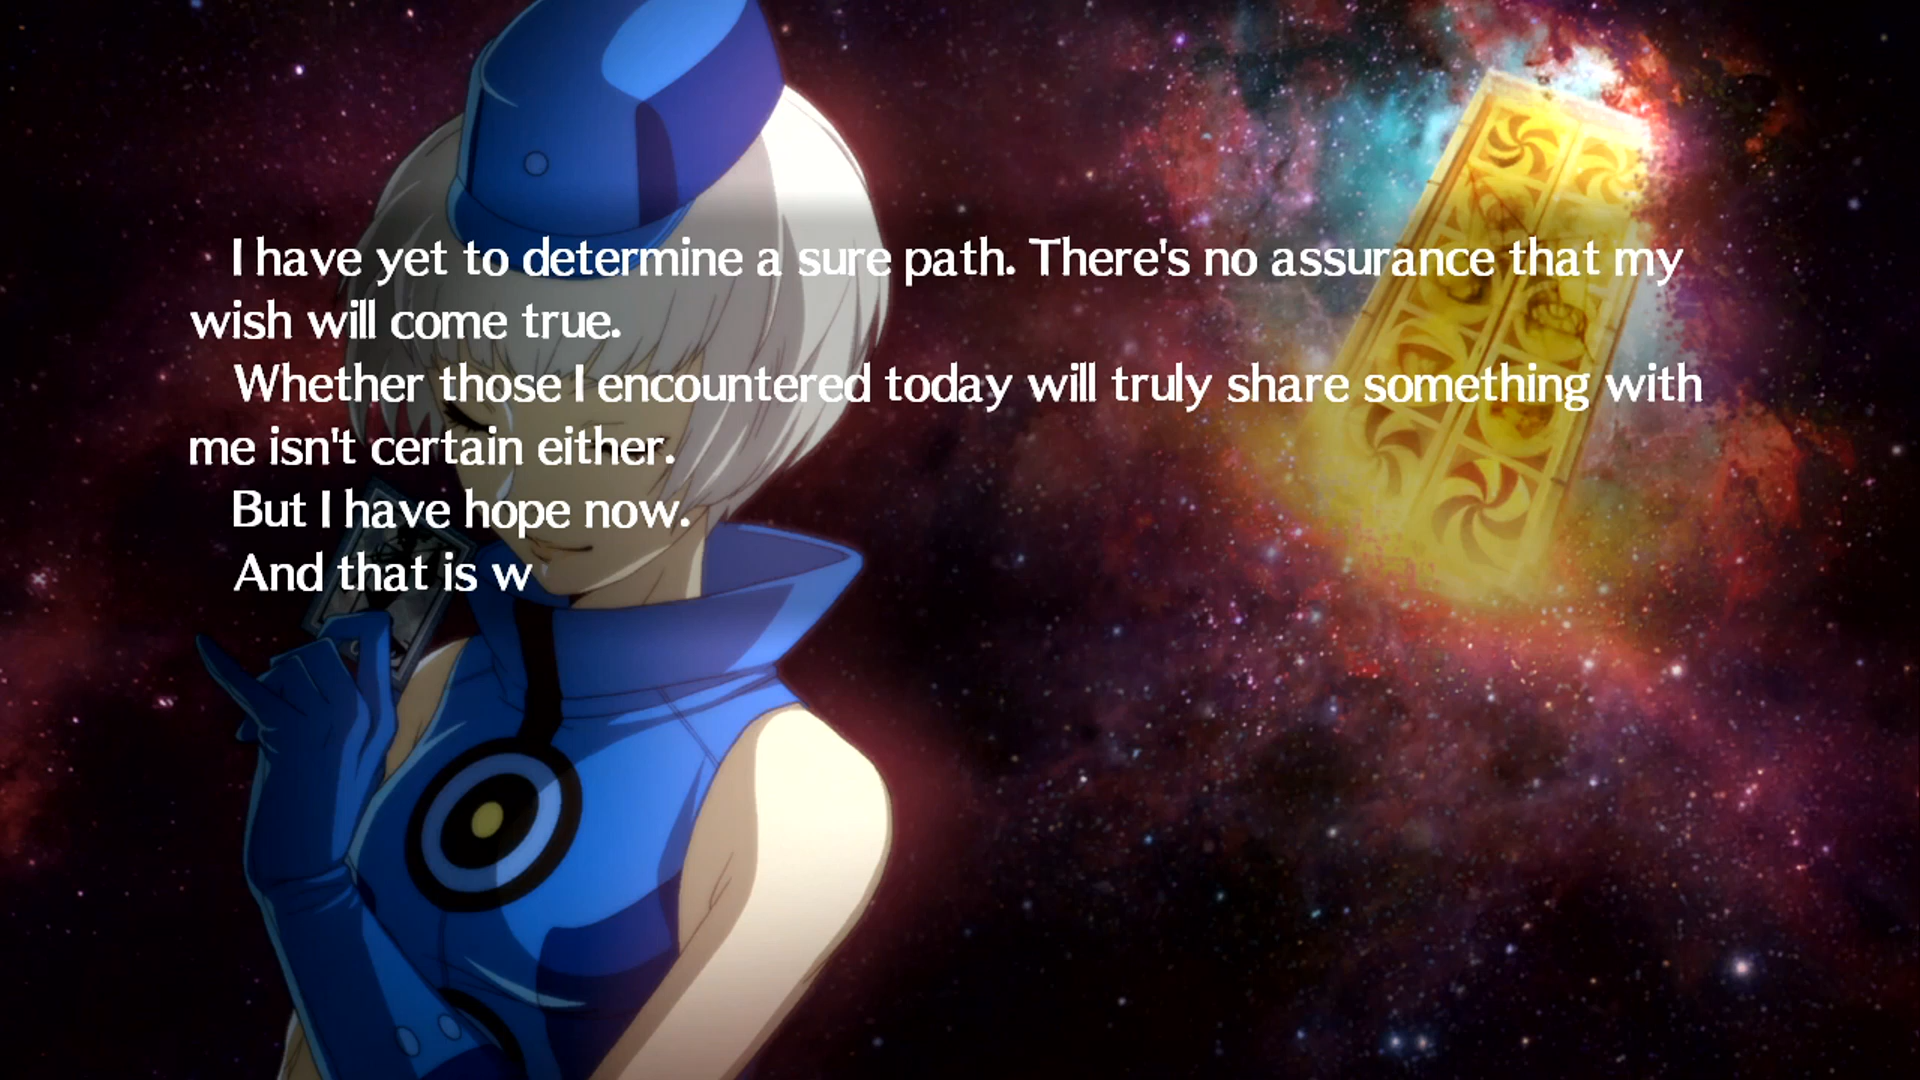 I have yet to determine a sure path. There's no assurance that my
wish will come true.
Whether those I encountered today will truly share something with
me isn't certain either.
But I have hope now.
And that is w